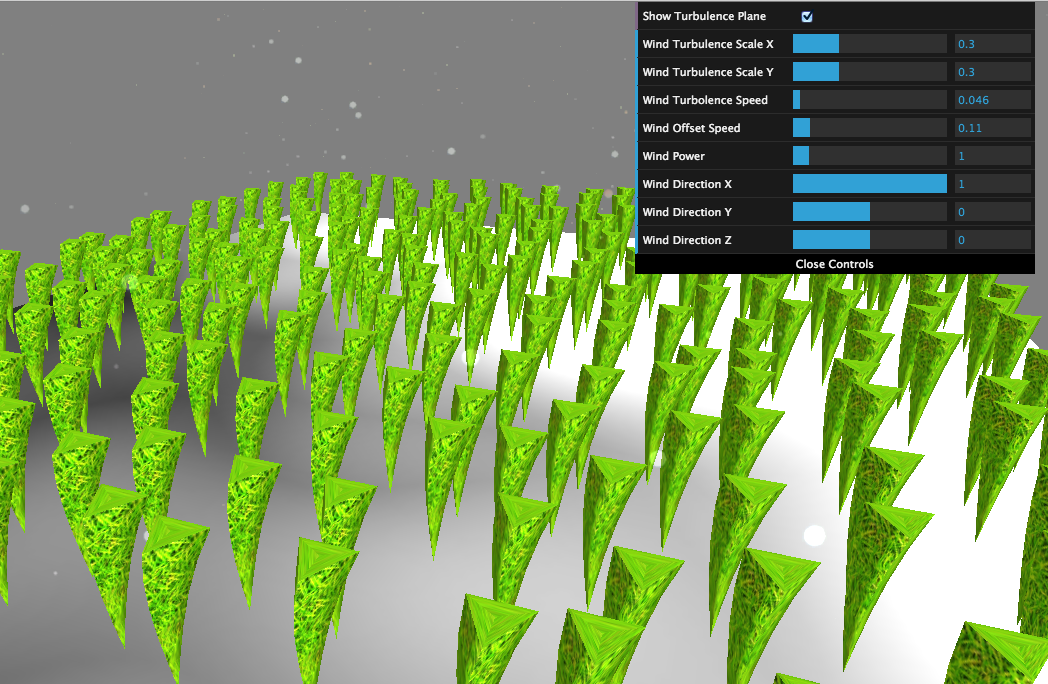 Show Turbulence Plane
Wind Turbulence Scale X 0.3
Wind Turbulence Scale Y 0.3
Wind Turbolence Speed 0.046
Wind Offset Speed 0.11
Wind Power 1
Wind Direction X 1
Wind Direction Y 0
Wind Direction Z 0
Close Controls